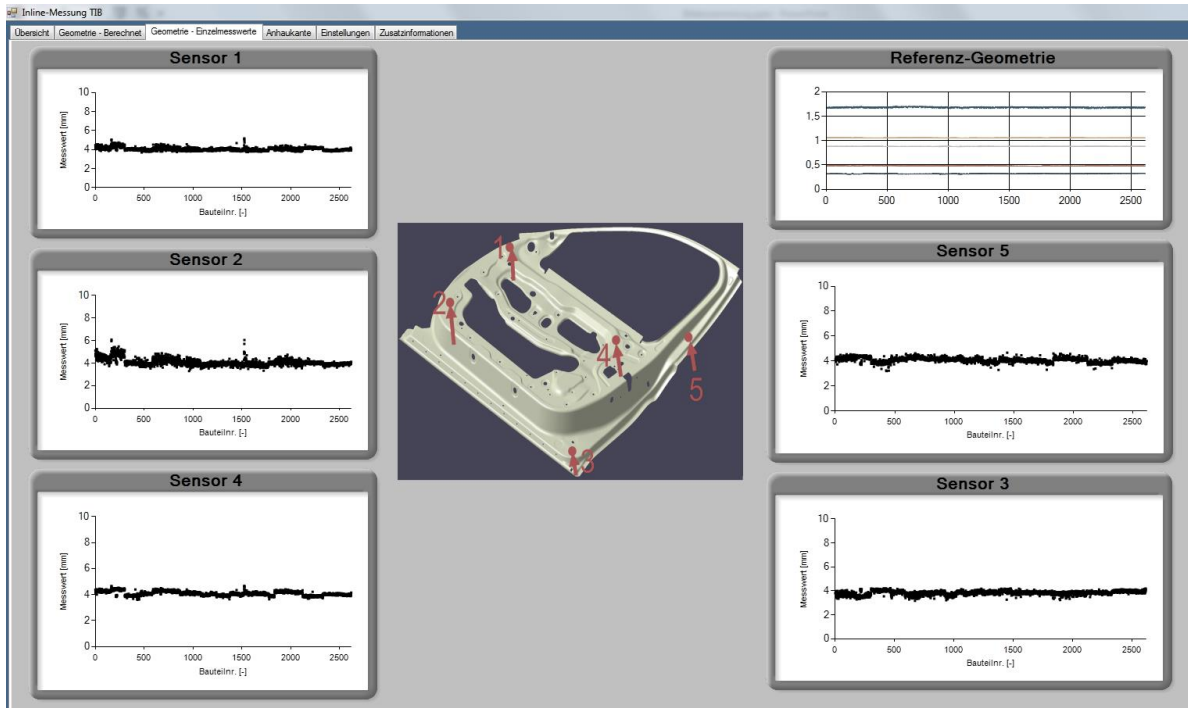 Inline-Messung TIB
Übersicht Geometrie - Berechnet Geometrie - Einzelmesswerte Anhaukante Einstellungen Zusatzinformationen
Sensor 1
Messwert [mm]
10
8
6
4
2
0
0 500 1000 1500 2000 2500
Bauteilnr. [-]
Sensor 2
Messwert [mm]
10
8
6
4
2
0
0 500 1000 1500 2000 2500
Bauteilnr. [-]
Sensor 4
Messwert [mm]
10
8
6
4
2
0
0 500 1000 1500 2000 2500
Bauteilnr. [-]
1
2
4
5
3
Referenz-Geometrie
2
1,5
1
0,5
0
0 500 1000 1500 2000 2500
Sensor 5
Messwert [mm]
10
8
6
4
2
0
0 500 1000 1500 2000 2500
Bauteilnr. [-]
Sensor 3
Messwert [mm]
10
8
6
4
2
0
0 500 1000 1500 2000 2500
Bauteilnr. [-]